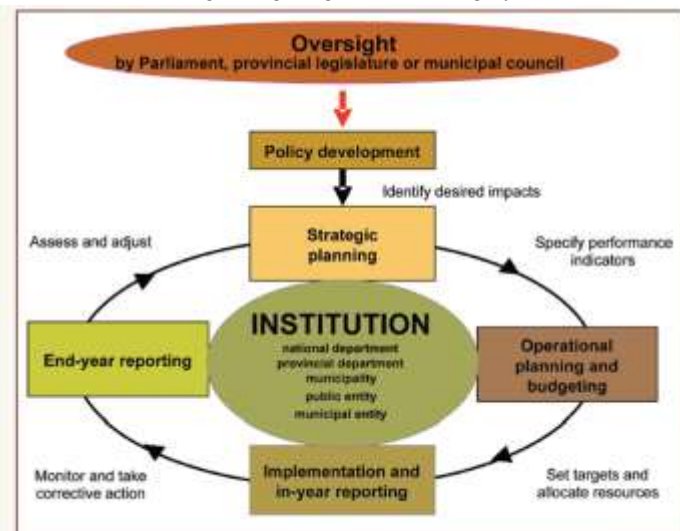 Oversight
by Parliament, provincial legislature or municipal council
Policy development
Identify desired impacts
Strategic
planning
Assess and adjust
Specify performance
indicators
INSTITUTION
national department
provincial department
municipality
public entity
municipal entity
End-year reporting
Operational
planning and
budgeting
Implementation and
in-year reporting
Monitor and take
corrective action
Set targets and
allocate resources